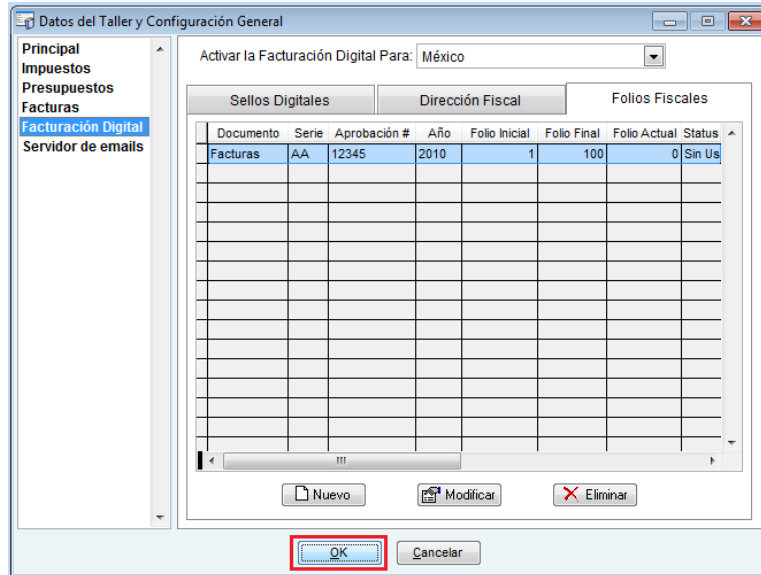 Datos del Taller y Configuración General
Principal
Impuestos
Presupuestos
Facturas
Facturación Digital
Servidor de emails
Activar la Facturación Digital Para: México
Sellos Digitales Dirección Fiscal Folios Fiscales
Documento Serie Aprobación # Año Folio Inicial Folio Final Folio Actual Status
Facturas AA 12345 2010 1 100 0 Sin Us
Nuevo Modificar Eliminar
OK Cancelar